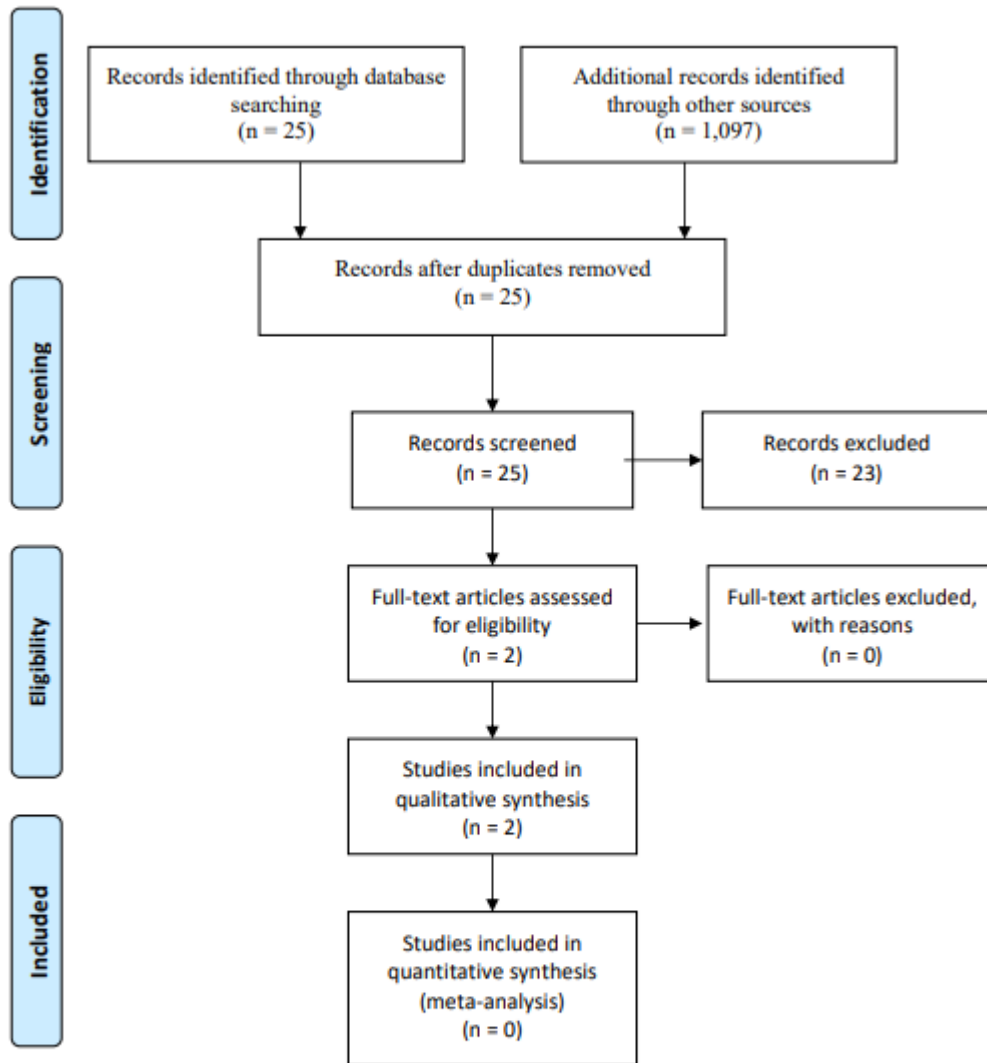 Identification
Records identified through database
searching
(n = 25)
Additional records identified
through other sources
(n = 1,097)
Records after duplicates removed
(n = 25)
Screening
Records screened
(n = 25)
Records excluded
(n = 23)
Eligibility
Full-text articles assessed
for eligibility
(n = 2)
Full-text articles excluded,
with reasons
(n = 0)
Studies included in
qualitative synthesis
(n = 2)
Included
Studies included in
quantitative synthesis
(meta-analysis)
(n = 0)